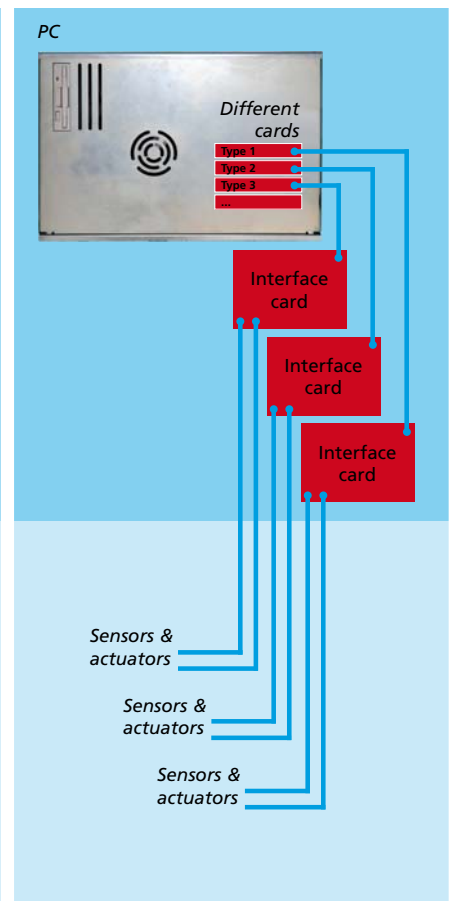 PC
Different
cards
Type 1
Type 2
Type 3
...
Interface
card
Interface
card
Interface
card
Sensors &
actuators
Sensors &
actuators
Sensors &
actuators